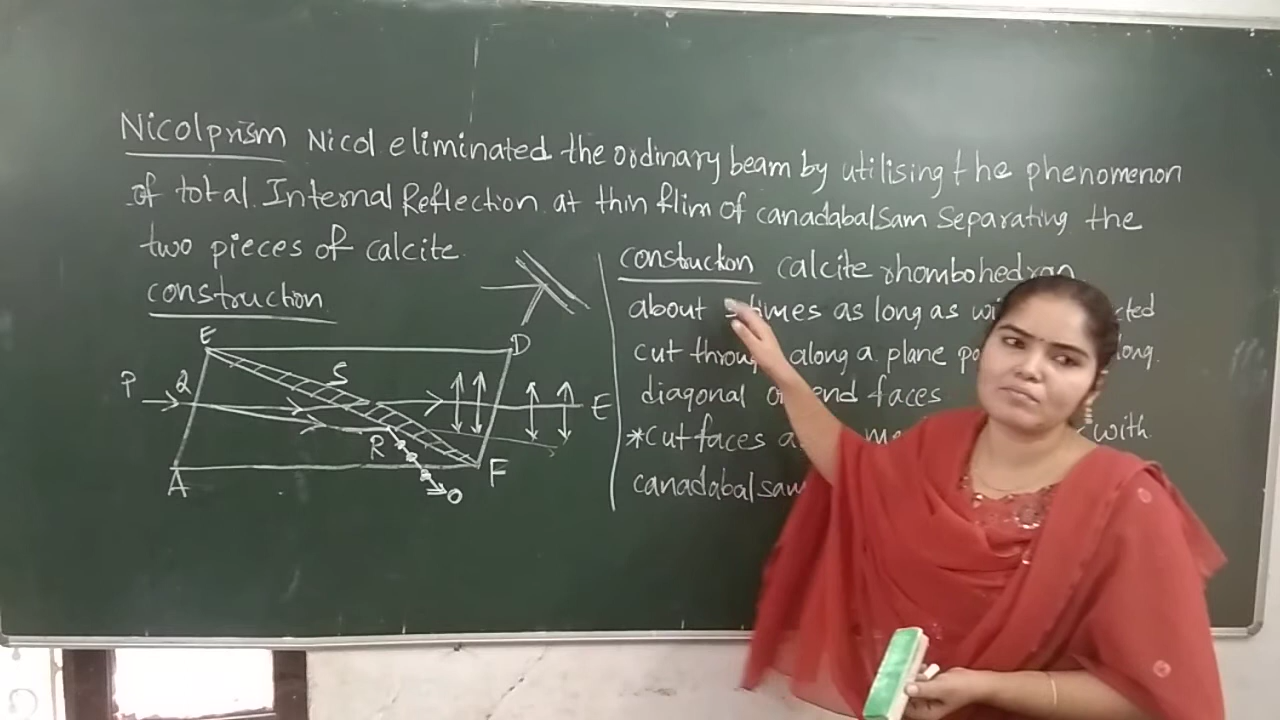 Nicolprism Nicol eliminated the ordinary beam by utilising the phenomenon
of total Internal Reflection at thin flim of canadabalsam separating the
two pieces of calcite.
construction
E
D
S
P
Q
E
R
A
F
O
construction calcite rhombohedran
about times as long as
cut through along a plane long.
diagonal end faces
*cut faces with
canadabalsam